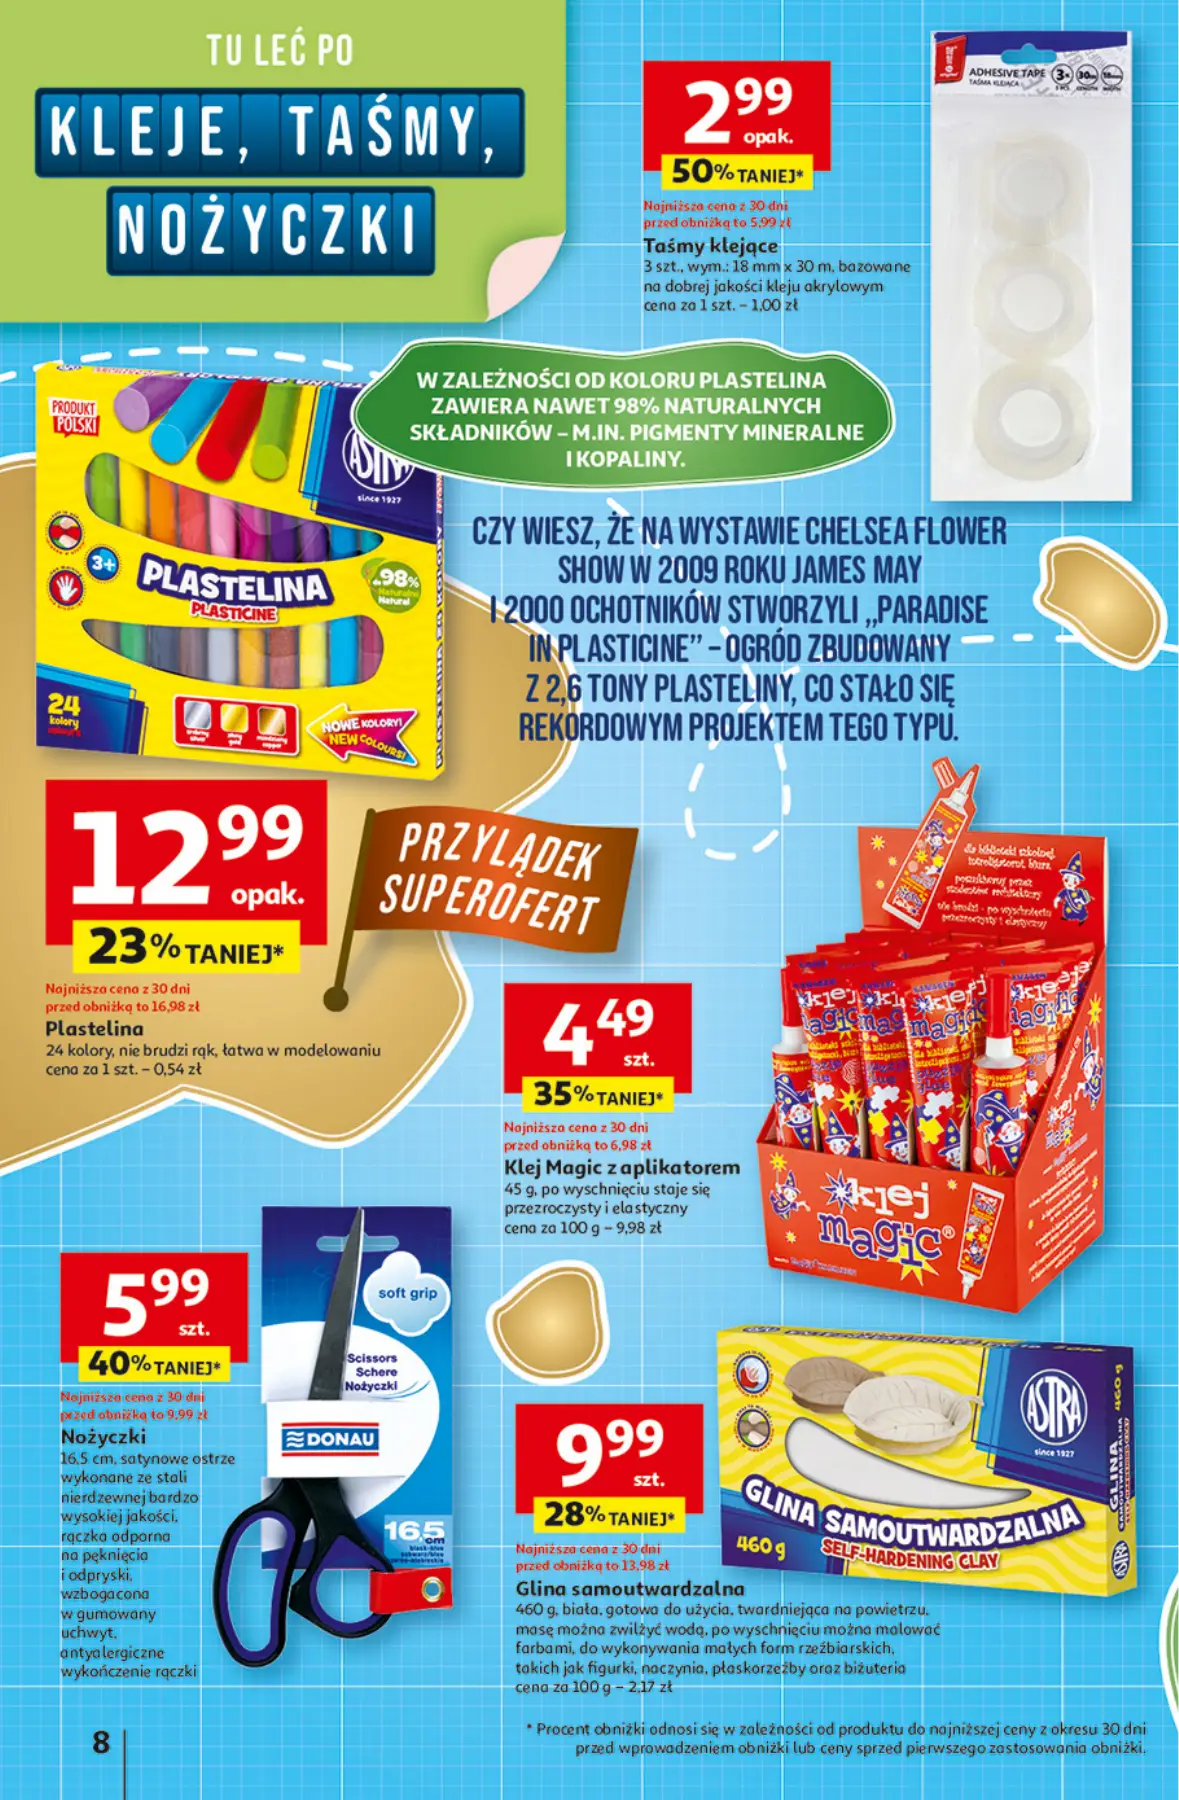 TU LEĆ PO
KLEJE, TAŚMY,
NOŻYCZKI
2 99
opak.
50% TANIEJ*
Najniższa cena z 30 dni
przed obniżką to 5,99 zł
Taśmy klejące
3 szt., wym.: 18 mm x 30 m, bazowane
na dobrej jakości kleju akrylowym
cena za 1 szt. – 1,00 zł
ADHESIVE TAPE
TAŚMA KLEJĄCA
W ZALEŻNOŚCI OD KOLORU PLASTELINA
ZAWIERA NAWET 98% NATURALNYCH
SKŁADNIKÓW – M.IN. PIGMENTY MINERALNE
I KOPALINY.
PRODUKT
POLSKI
ASTRA
since 1927
3+
PLASTELINA
PLASTICINE
98%
Natural
24
kolory
NOWE KOLORY!
NEW COLOURS!
CZY WIESZ, ŻE NA WYSTAWIE CHELSEA FLOWER
SHOW W 2009 ROKU JAMES MAY
I 2000 OCHOTNIKÓW STWORZYLI „PARADISE
IN PLASTICINE” – OGRÓD ZBUDOWANY
Z 2,6 TONY PLASTELINY, CO STAŁO SIĘ
REKORDOWYM PROJEKTEM TEGO TYPU.
12 99
opak.
23% TANIEJ*
Najniższa cena z 30 dni
przed obniżką to 16,98 zł
Plastelina
24 kolory, nie brudzi rąk, łatwa w modelowaniu
cena za 1 szt. – 0,54 zł
PRZYLĄDEK
SUPEROFERT
4 49
szt.
35% TANIEJ*
Najniższa cena z 30 dni
przed obniżką to 6,98 zł
Klej Magic z aplikatorem
45 g, po wyschnięciu staje się
przezroczysty i elastyczny
cena za 100 g – 9,98 zł
klej
magic®
5 99
szt.
40% TANIEJ*
Najniższa cena z 30 dni
przed obniżką to 9,99 zł
Nożyczki
16,5 cm, satynowe ostrze
wykonane ze stali
nierdzewnej bardzo
wysokiej jakości,
rączka odporna
na pęknięcia
i odpryski,
wzbogacona
w gumowany
uchwyt,
antyalergiczne
wykończenie rączki
soft grip
Scissors
Schere
Nożyczki
DONAU
16,5
cm
9 99
szt.
28% TANIEJ*
Najniższa cena z 30 dni
przed obniżką to 13,98 zł
Glina samoutwardzalna
460 g, biała, gotowa do użycia, twardniejąca na powietrzu,
masę można zwilżyć wodą, po wyschnięciu można malować
farbami, do wykonywania małych form rzeźbiarskich,
takich jak figurki, naczynia, płaskorzeźby oraz biżuteria
cena za 100 g – 2,17 zł
ASTRA
since 1927
GLINA SAMOUTWARDZALNA
SELF-HARDENING CLAY
460 g
* Procent obniżki odnosi się w zależności od produktu do najniższej ceny z okresu 30 dni
przed wprowadzeniem obniżki lub ceny sprzed pierwszego zastosowania obniżki.
8